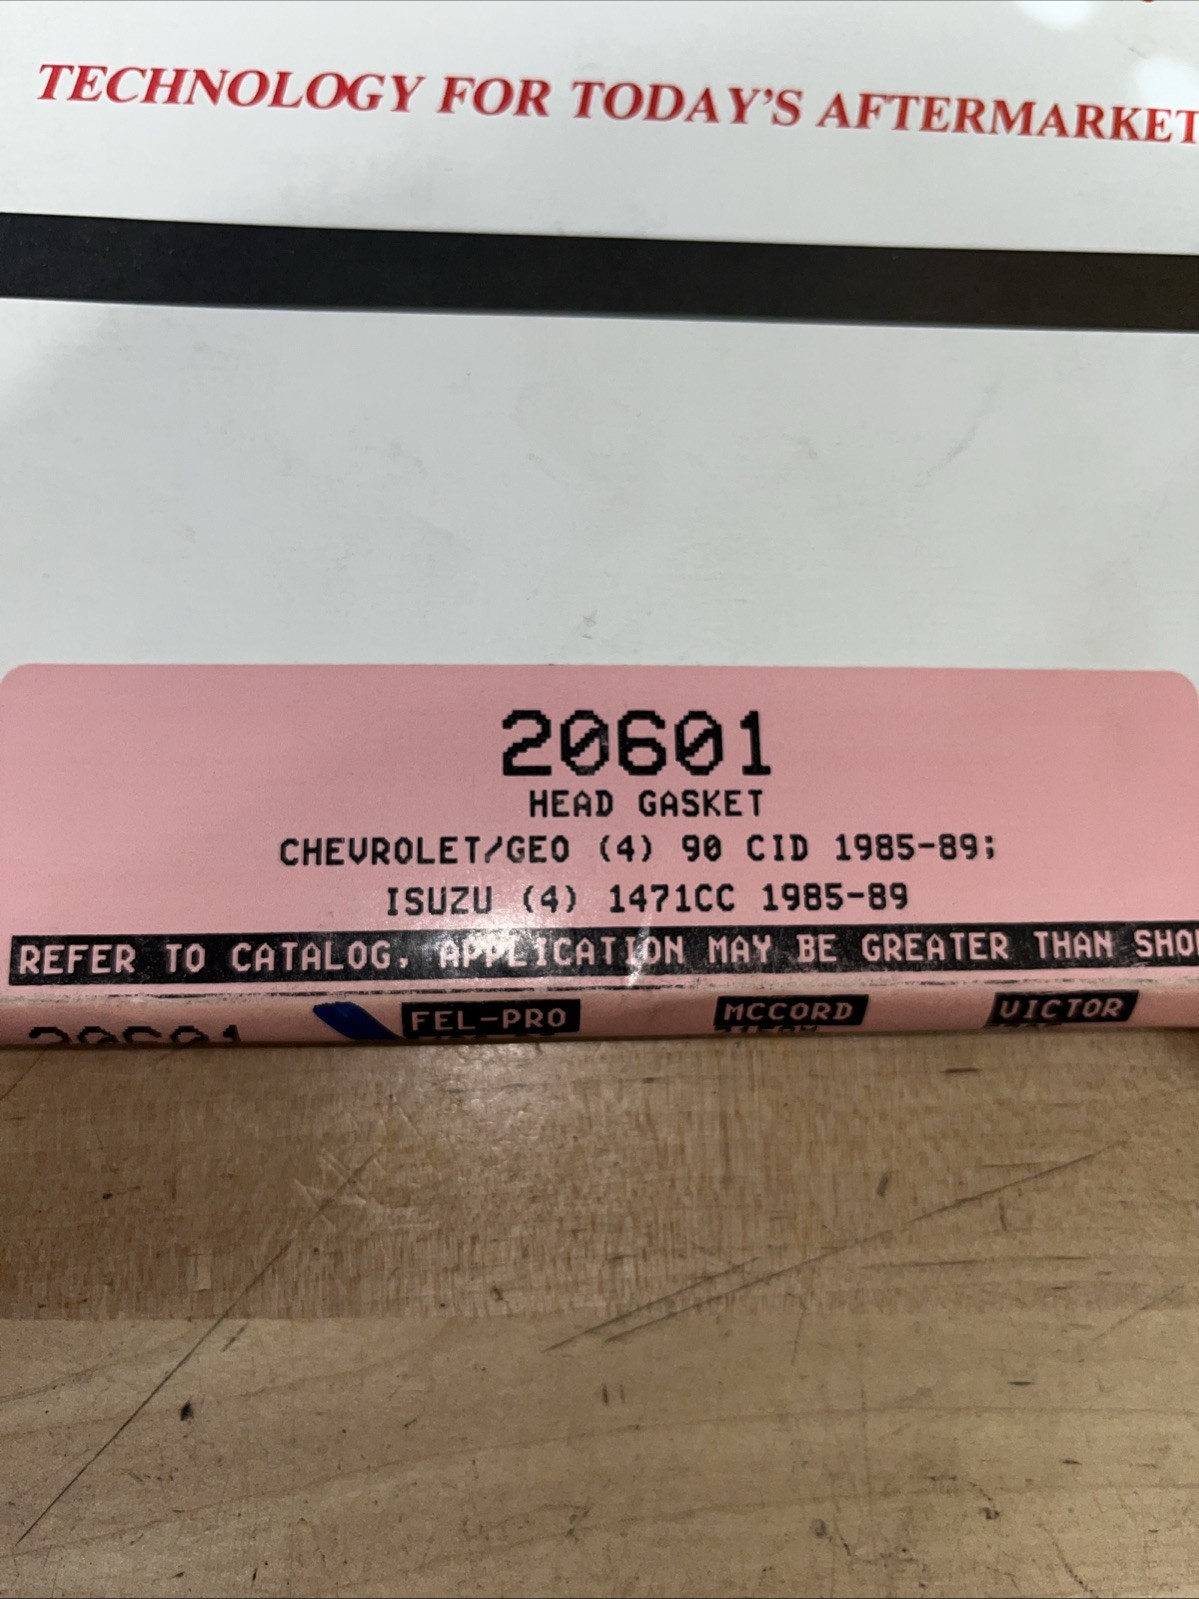 TECHNOLOGY FOR TODAY'S AFTERMARKET
20601
HEAD GASKET
CHEVROLET/GEO (4) 90 CID 1985-89;
ISUZU (4) 1471CC 1985-89
REFER TO CATALOG, APPLICATION MAY BE GREATER THAN
20601 FEL-PRO MCCORD VICTOR